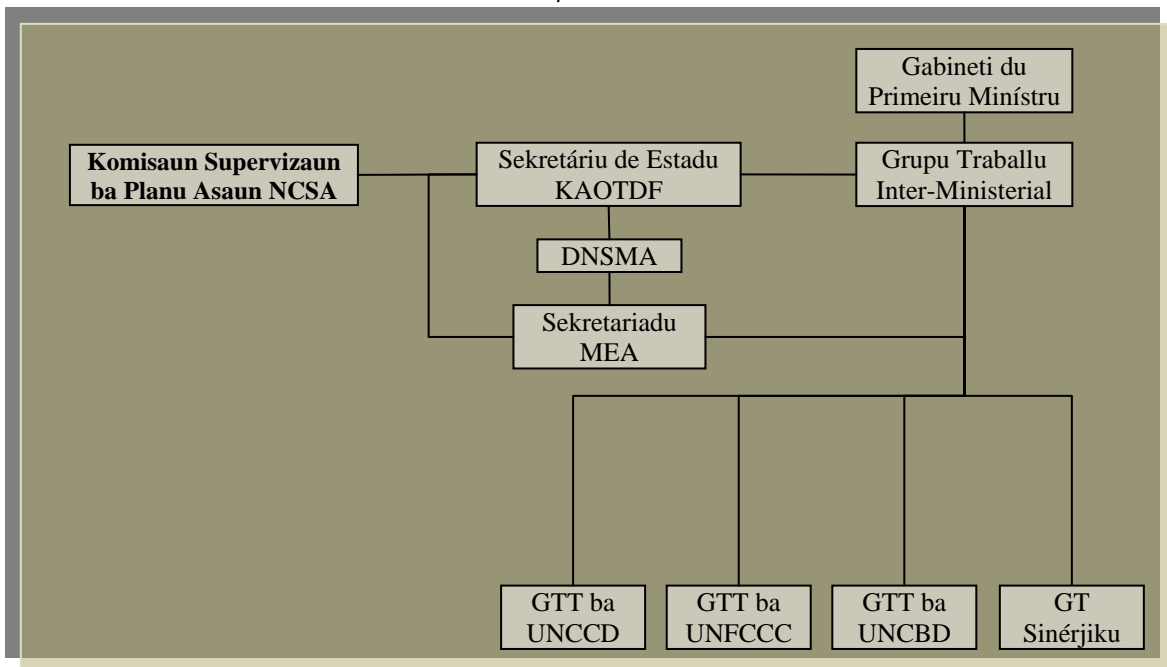 Gabineti du
Primeiru Minístru
Komisaun Supervizaun
ba Planu Asaun NCSA
Sekretáriu de Estadu
KAOTDF
Grupu Traballu
Inter-Ministerial
DNSMA
Sekretariadu
MEA
GTT ba
UNCCD
GTT ba
UNFCCC
GTT ba
UNCBD
GT
Sinérjiku